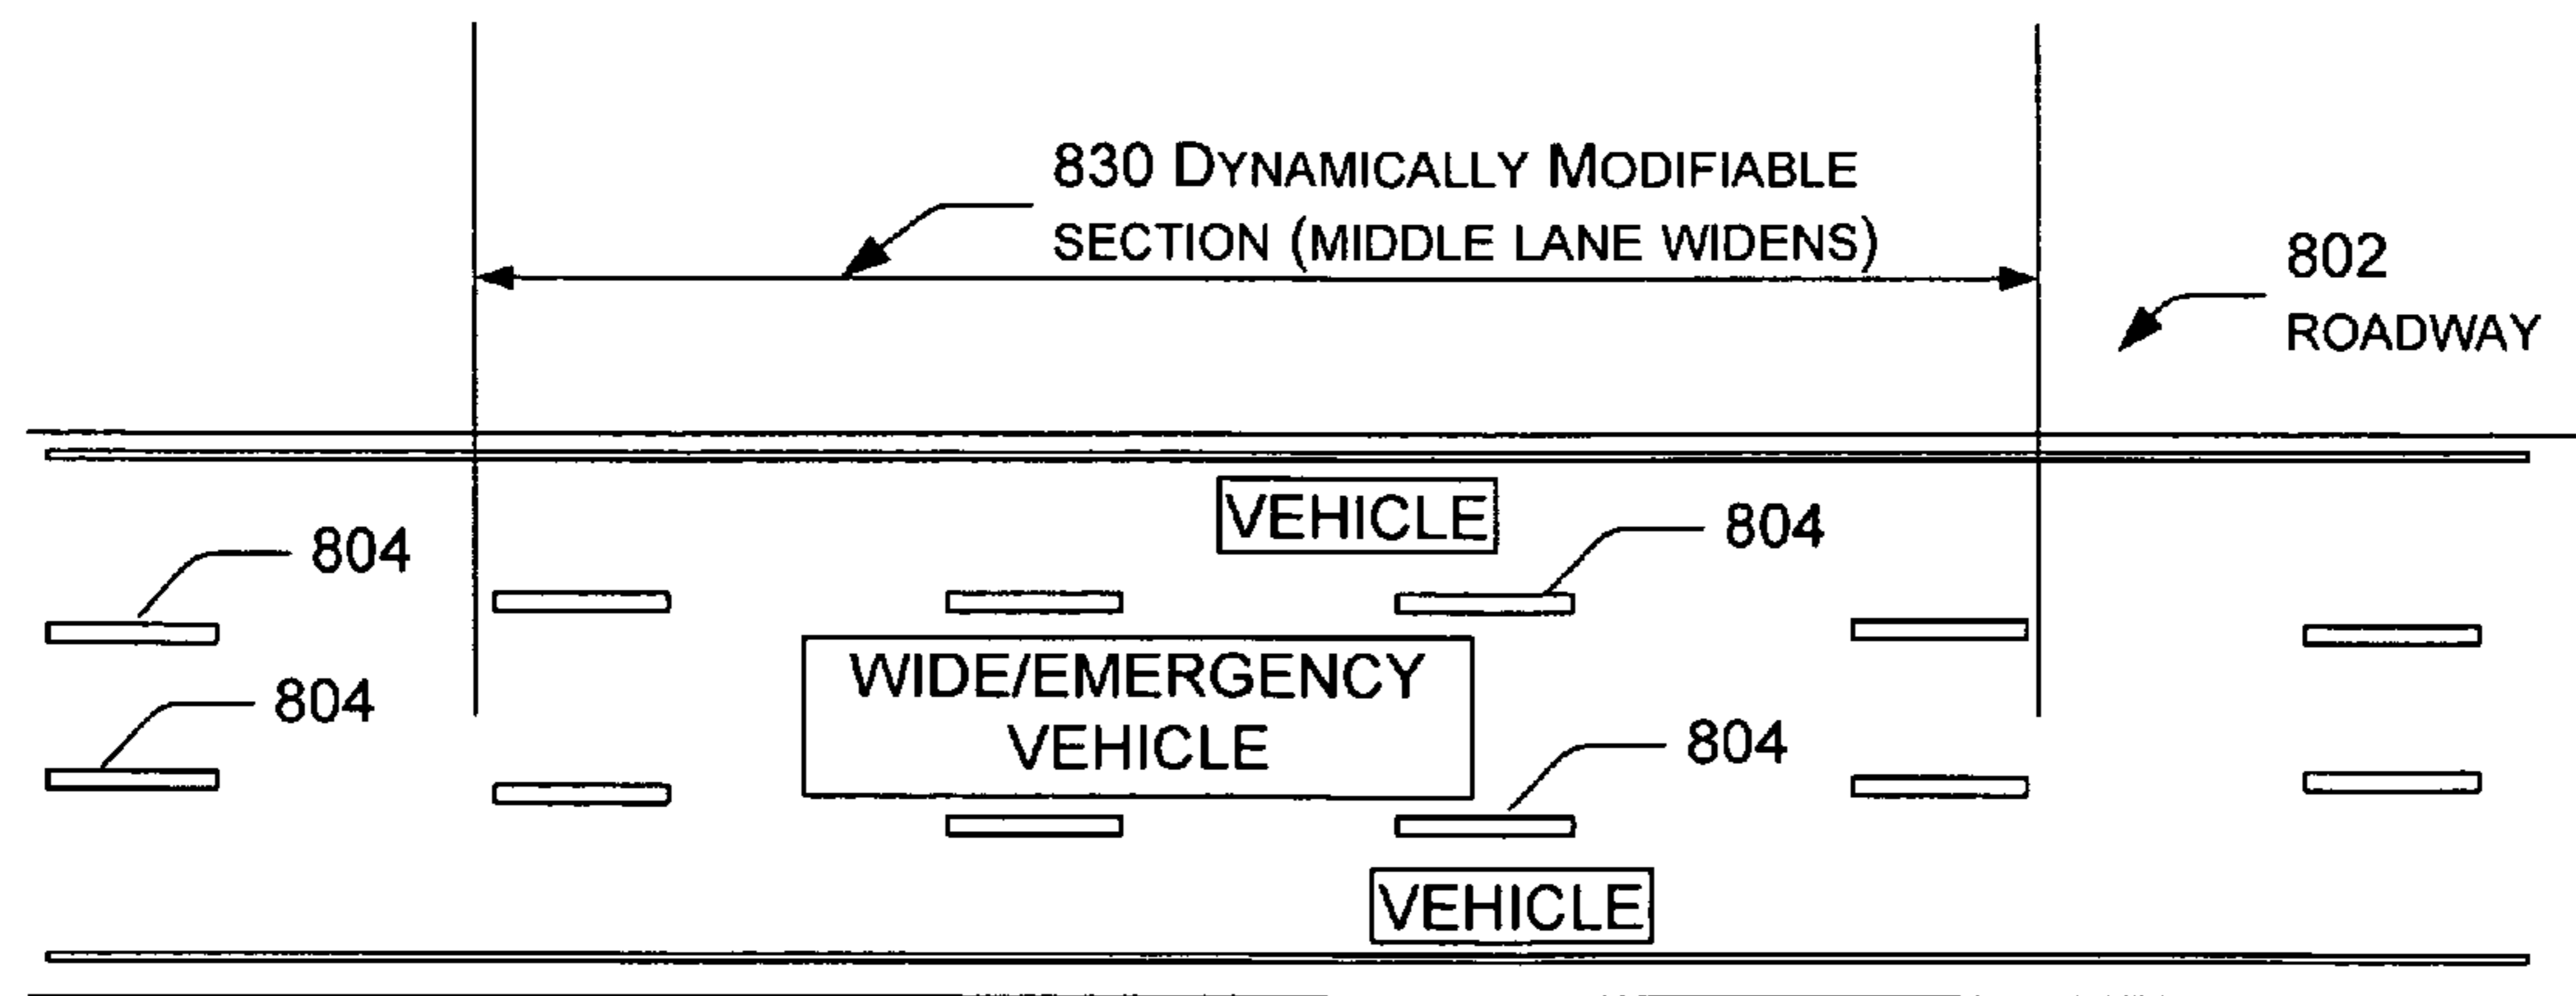 830 DYNAMICALLY MODIFIABLE
SECTION (MIDDLE LANE WIDENS)
802
ROADWAY
VEHICLE
804
804
WIDE/EMERGENCY
VEHICLE
804
804
VEHICLE